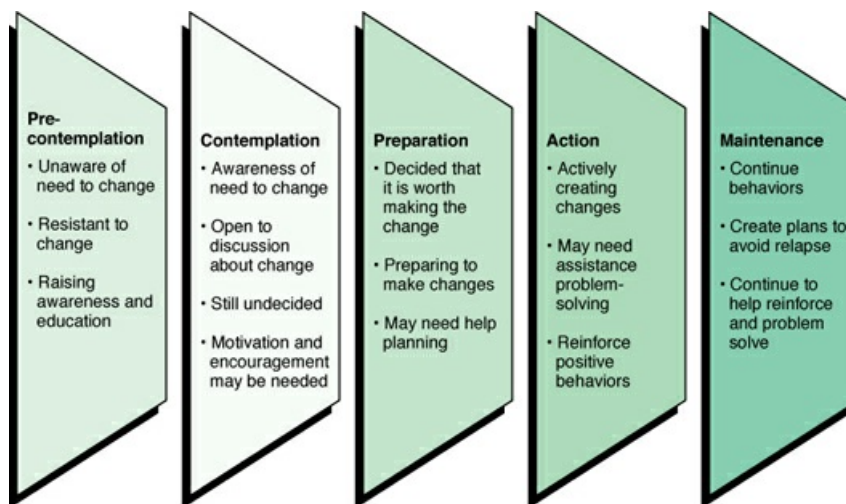 Pre-
contemplation
• Unaware of
need to change
• Resistant to
change
• Raising
awareness and
education
Contemplation
• Awareness of
need to change
• Open to
discussion
about change
• Still undecided
• Motivation and
encouragement
may be needed
Preparation
• Decided that
it is worth
making the
change
• Preparing to
make changes
• May need help
planning
Action
• Actively
creating
changes
• May need
assistance
problem-
solving
• Reinforce
positive
behaviors
Maintenance
• Continue
behaviors
• Create plans to
avoid relapse
• Continue to
help reinforce
and problem
solve